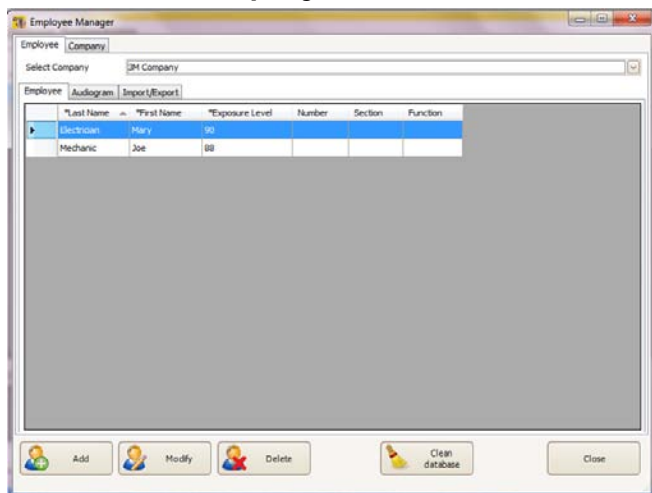 Employee Manager
Employee Company
Select Company JM Company
Employee Audiogram Import/Export
*Last Name *First Name *Exposure Level Number Section Function
Electrician Mary 90
Mechanic Joe 88
Add Modify Delete Clean database Close